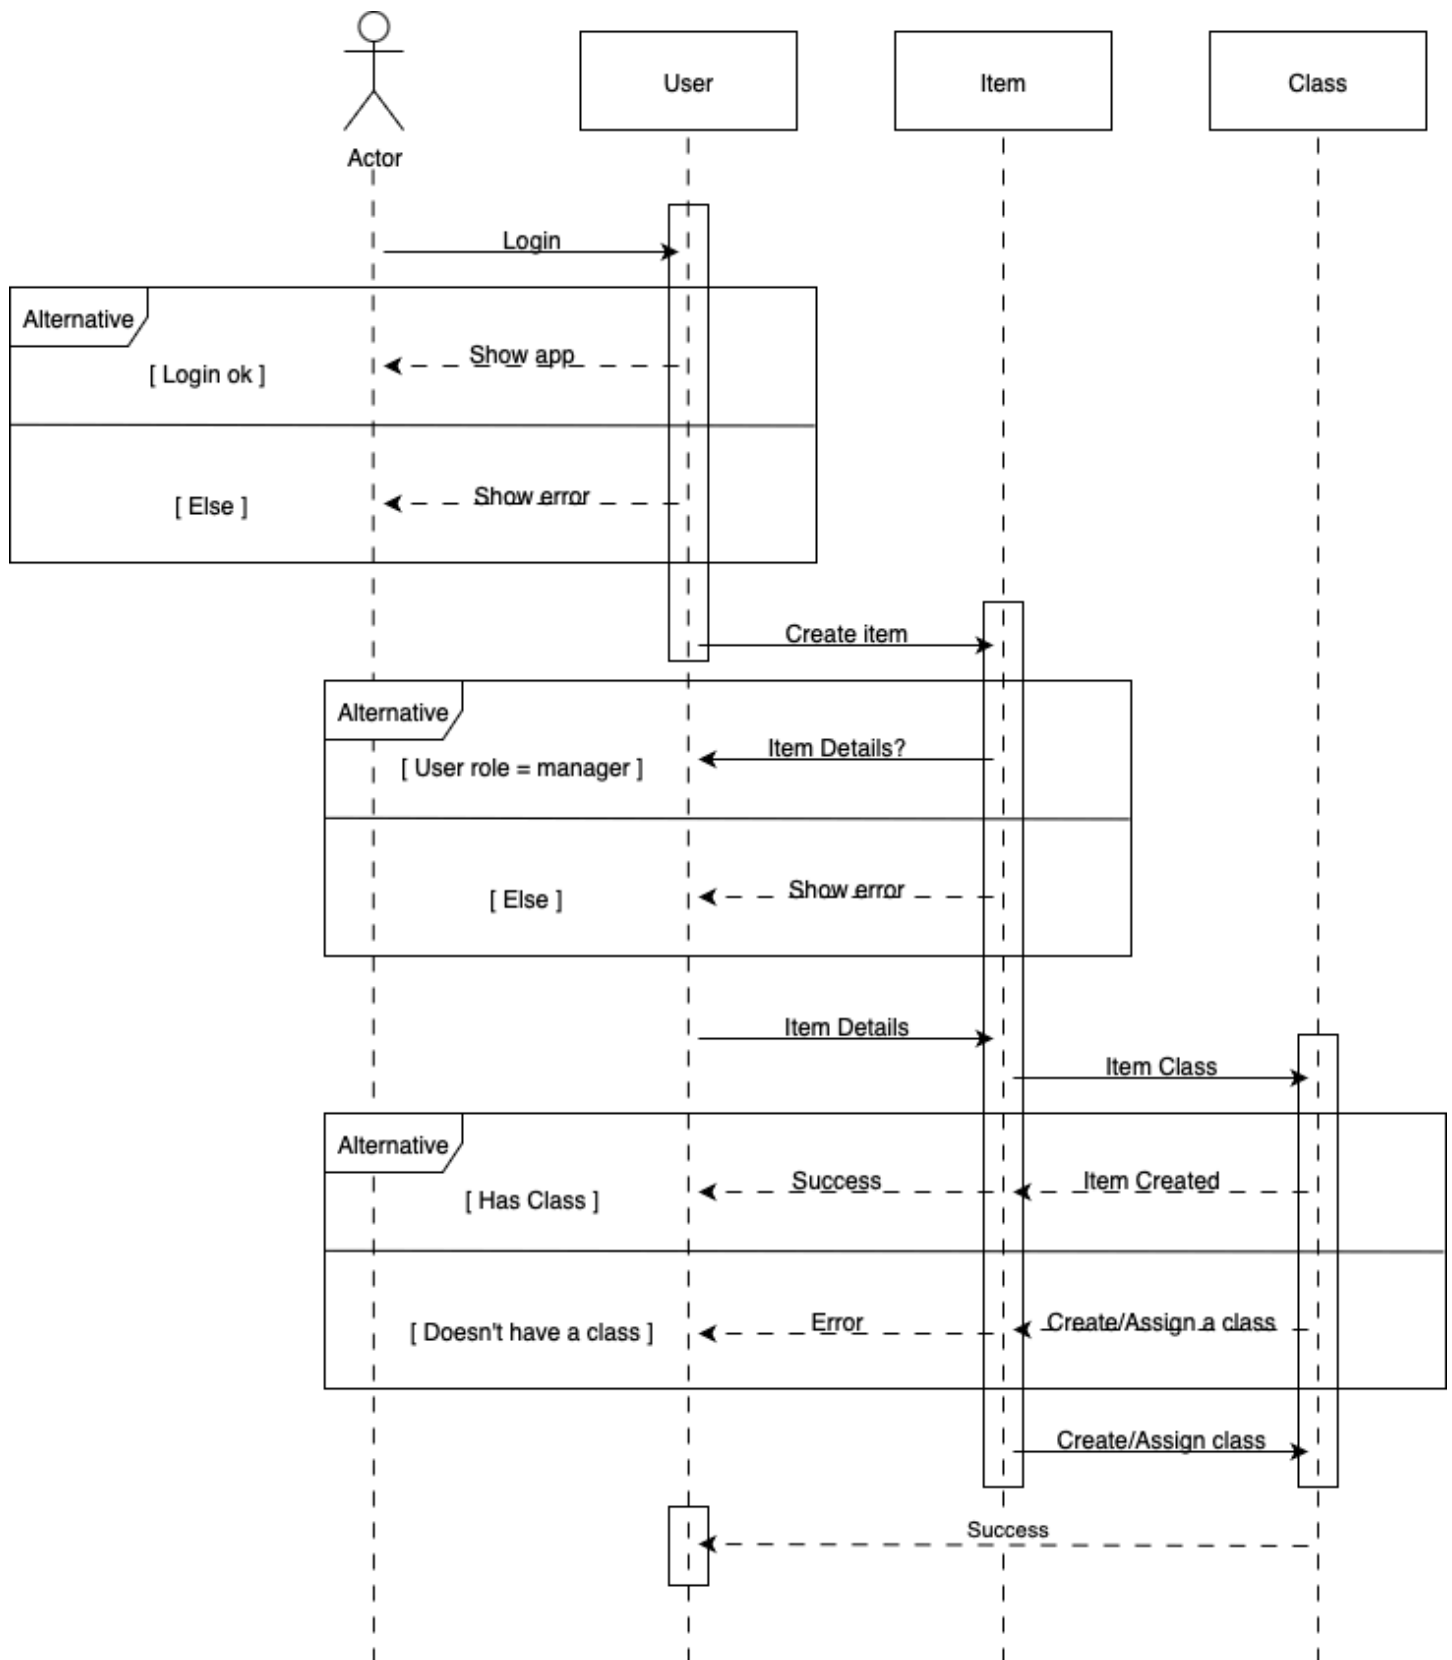 User
Item
Class
Actor
Login
Alternative
Show app
[ Login ok ]
Show error
[ Else ]
Create item
Alternative
Item Details?
[ User role = manager ]
Show error
[ Else ]
Item Details
Item Class
Alternative
Success
Item Created
[ Has Class ]
Error
Create/Assign a class
[ Doesn't have a class ]
Create/Assign class
Success